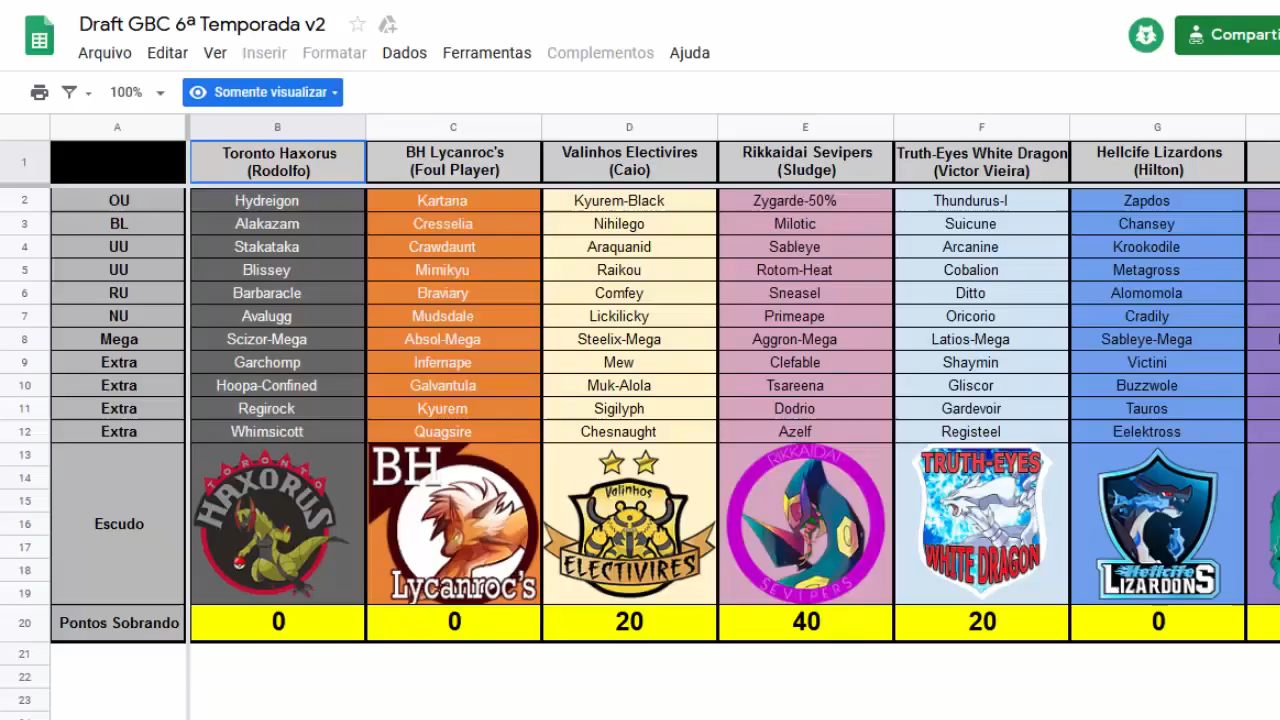 Draft GBC 6ª Temporada v2
Arquivo Editar Ver Inserir Formatar Dados Ferramentas Complementos Ajuda
Comparti
100% Somente visualizar
A B C D E F G
1 Toronto Haxorus (Rodolfo) BH Lycanroc's (Foul Player) Valinhos Electivires (Caio) Rikkaidai Sevipers (Sludge) Truth-Eyes White Dragon (Victor Vieira) Hellcife Lizardons (Hilton)
2 OU Hydreigon Kartana Kyurem-Black Zygarde-50% Thundurus-I Zapdos
3 BL Alakazam Cresselia Nihilego Milotic Suicune Chansey
4 UU Stakataka Crawdaunt Araquanid Sableye Arcanine Krookodile
5 UU Blissey Mimikyu Raikou Rotom-Heat Cobalion Metagross
6 RU Barbaracle Braviary Comfey Sneasel Ditto Alomomola
7 NU Avalugg Mudsdale Lickilicky Primeape Oricorio Cradily
8 Mega Scizor-Mega Absol-Mega Steelix-Mega Aggron-Mega Latios-Mega Sableye-Mega
9 Extra Garchomp Infernape Mew Clefable Shaymin Victini
10 Extra Hoopa-Confined Galvantula Muk-Alola Tsareena Gliscor Buzzwole
11 Extra Regirock Kyurem Sigilyph Dodrio Gardevoir Tauros
12 Extra Whimsicott Quagsire Chesnaught Azelf Registeel Eelektross
13
14
15
16 Escudo
17
18
19
TORONTO HAXORUS
BH Lycanroc's
Valinhos ELECTIVIRES
RIKKAIDAI SEVIPERS
TRUTH-EYES WHITE DRAGON
Hellcife LIZARDONS
20 Pontos Sobrando 0 0 20 40 20 0
21
22
23